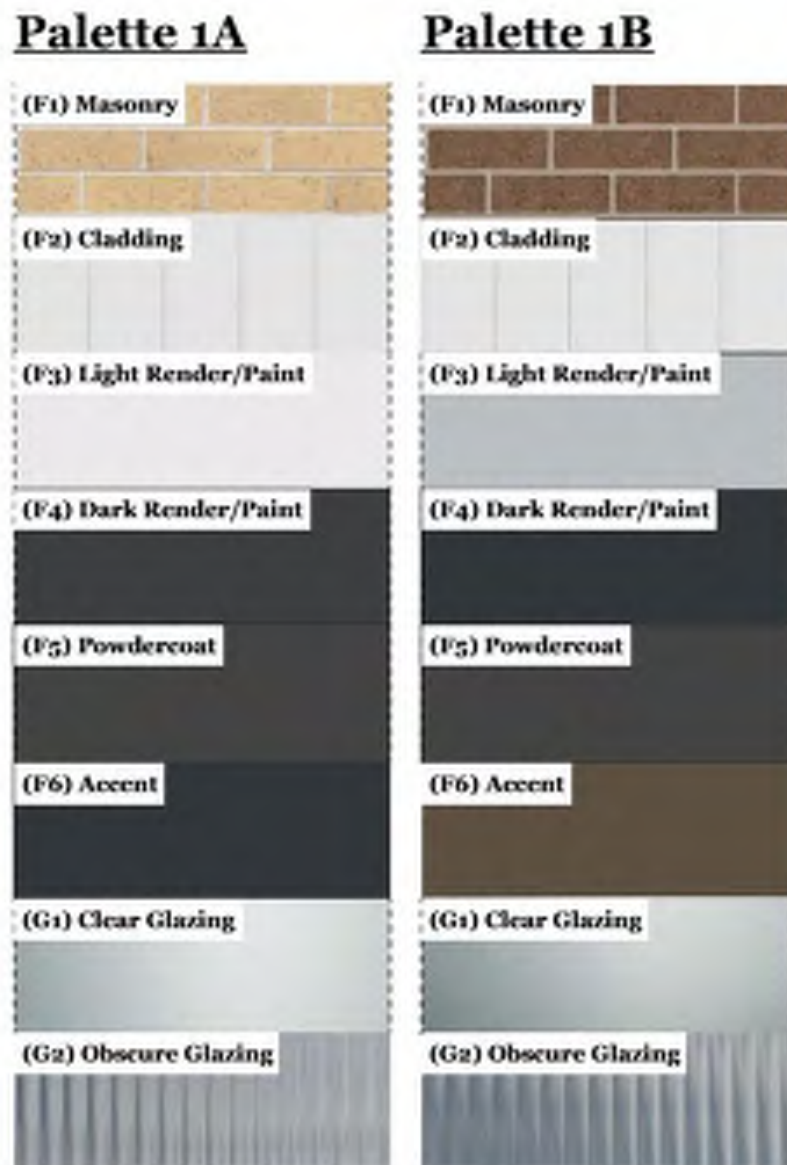 Palette 1A
(F1) Masonry
(F2) Cladding
(F3) Light Render/Paint
(F4) Dark Render/Paint
(F5) Powdercoat
(F6) Accent
(G1) Clear Glazing
(G2) Obscure Glazing
Palette 1B
(F1) Masonry
(F2) Cladding
(F3) Light Render/Paint
(F4) Dark Render/Paint
(F5) Powdercoat
(F6) Accent
(G1) Clear Glazing
(G2) Obscure Glazing